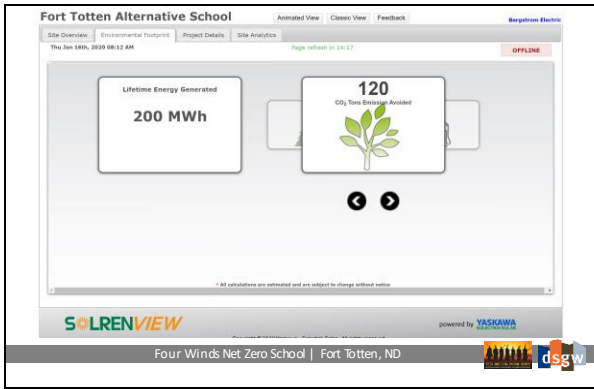 Fort Totten Alternative School
Animated View Classic View Feedback
Bergstrom Electric
Site Overview Environmental Footprint Project Details Site Analytics
Thu Jan 16th, 2020 08:12 AM
Page refresh in 14:17
OFFLINE
Lifetime Energy Generated
200 MWh
120
CO2 Tons Emission Avoided
* All calculations are estimated and are subject to change without notice
SOLRENVIEW
powered by YASKAWA
SOLECTRIA SOLAR
Four Winds Net Zero School | Fort Totten, ND
dsgw